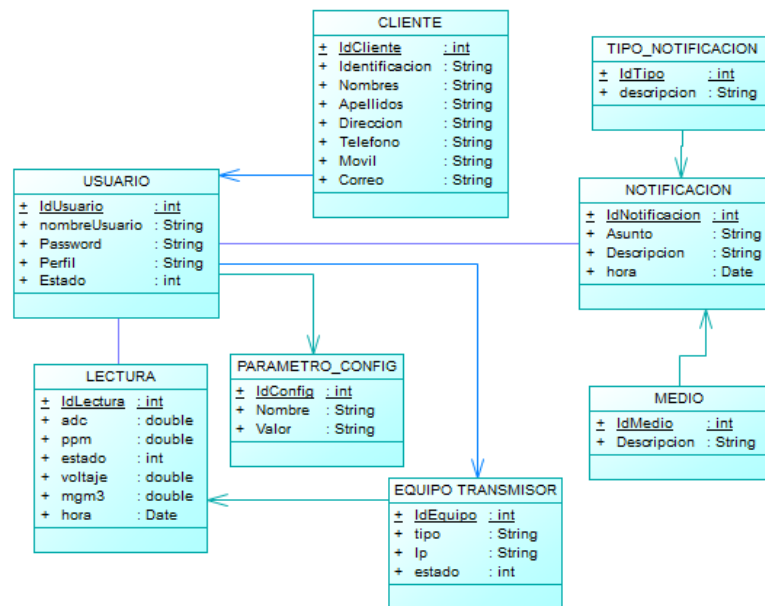 CLIENTE
+ IdCliente : int
+ Identificacion : String
+ Nombres : String
+ Apellidos : String
+ Direccion : String
+ Telefono : String
+ Movil : String
+ Correo : String
TIPO_NOTIFICACION
+ IdTipo : int
+ descripcion : String
USUARIO
+ IdUsuario : int
+ nombreUsuario : String
+ Password : String
+ Perfil : String
+ Estado : int
NOTIFICACION
+ IdNotificacion : int
+ Asunto : String
+ Descripcion : String
+ hora : Date
LECTURA
+ IdLectura : int
+ adc : double
+ ppm : double
+ estado : int
+ voltaje : double
+ mgm3 : double
+ hora : Date
PARAMETRO_CONFIG
+ IdConfig : int
+ Nombre : String
+ Valor : String
MEDIO
+ IdMedio : int
+ Descripcion : String
EQUIPO TRANSMISOR
+ IdEquipo : int
+ tipo : String
+ Ip : String
+ estado : int